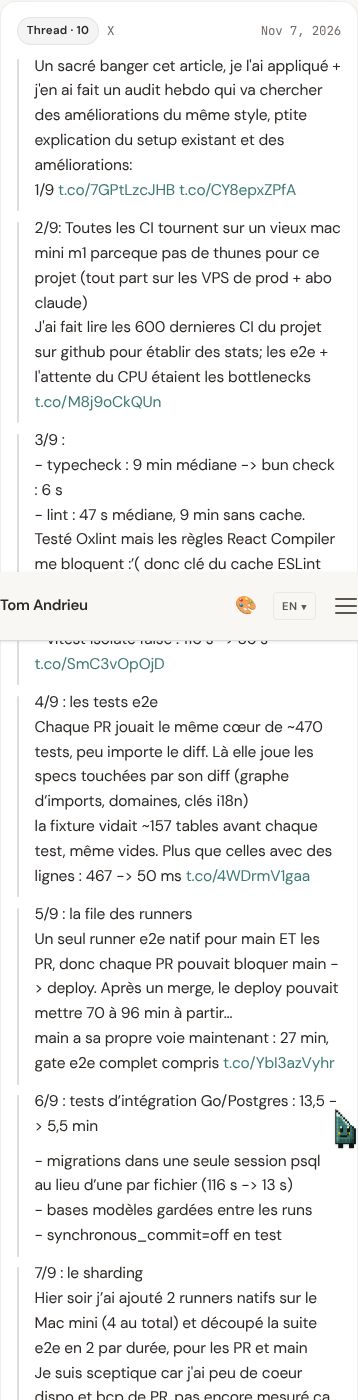 Thread · 10 X Nov 7, 2026
Un sacré banger cet article, je l'ai appliqué +
j'en ai fait un audit hebdo qui va chercher
des améliorations du même style, ptite
explication du setup existant et des
améliorations:
1/9 t.co/7GPtLzcJHB t.co/CY8epxZPfA
2/9: Toutes les CI tournent sur un vieux mac
mini m1 parceque pas de thunes pour ce
projet (tout part sur les VPS de prod + abo
claude)
J'ai fait lire les 600 dernieres CI du projet
sur github pour établir des stats; les e2e +
l'attente du CPU étaient les bottlenecks
t.co/M8j9oCkQUn
3/9 :
- typecheck : 9 min médiane -> bun check
: 6 s
- lint : 47 s médiane, 9 min sans cache.
Testé Oxlint mais les règles React Compiler
me bloquent :'( donc clé du cache ESLint
Tom Andrieu
EN ▾
t.co/SmC3vOpOjD
4/9 : les tests e2e
Chaque PR jouait le même cœur de ~470
tests, peu importe le diff. Là elle joue les
specs touchées par son diff (graphe
d’imports, domaines, clés i18n)
la fixture vidait ~157 tables avant chaque
test, même vides. Plus que celles avec des
lignes : 467 -> 50 ms t.co/4WDrmV1gaa
5/9 : la file des runners
Un seul runner e2e natif pour main ET les
PR, donc chaque PR pouvait bloquer main -
> deploy. Après un merge, le deploy pouvait
mettre 70 à 96 min à partir…
main a sa propre voie maintenant : 27 min,
gate e2e complet compris t.co/Ybl3azVyhr
6/9 : tests d’intégration Go/Postgres : 13,5 -
> 5,5 min
- migrations dans une seule session psql
au lieu d’une par fichier (116 s -> 13 s)
- bases modèles gardées entre les runs
- synchronous_commit=off en test
7/9 : le sharding
Hier soir j’ai ajouté 2 runners natifs sur le
Mac mini (4 au total) et découpé la suite
e2e en 2 par durée, pour les PR et main
Je suis sceptique car j'ai peu de coeur
dispo et bcp de PR, pas encore mesuré ça